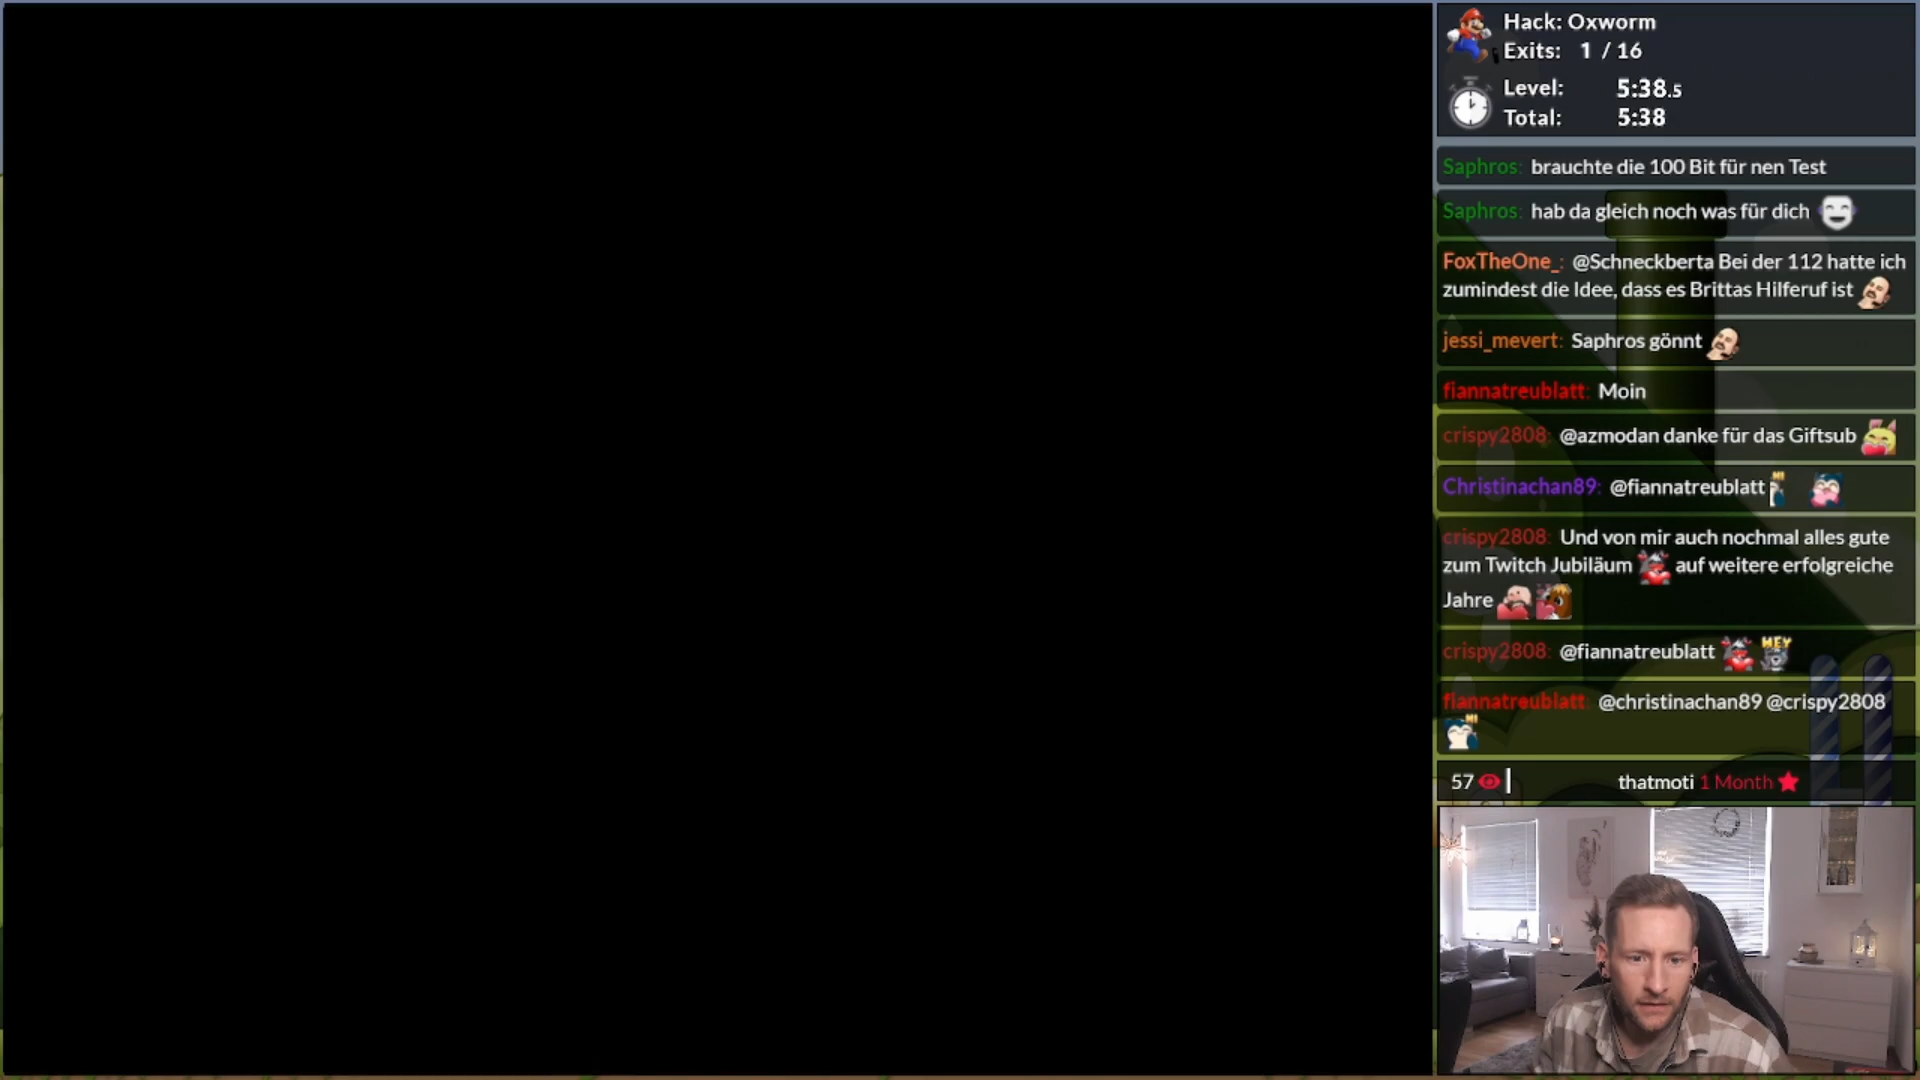 Hack: Oxworm
Exits: 1 / 16
Level: 5:38.5
Total: 5:38
Saphros: brauchte die 100 Bit für nen Test
Saphros: hab da gleich noch was für dich
FoxTheOne_: @Schneckberta Bei der 112 hatte ich
zumindest die Idee, dass es Brittas Hilferuf ist
jessi_mevert: Saphros gönnt
fiannatreublatt: Moin
crispy2808: @azmodan danke für das Giftsub
Christinachan89: @fiannatreublatt
crispy2808: Und von mir auch nochmal alles gute
zum Twitch Jubiläum auf weitere erfolgreiche
Jahre
crispy2808: @fiannatreublatt
HEY
fiannatreublatt: @christinachan89 @crispy2808
HI
57 thatmoti 1 Month